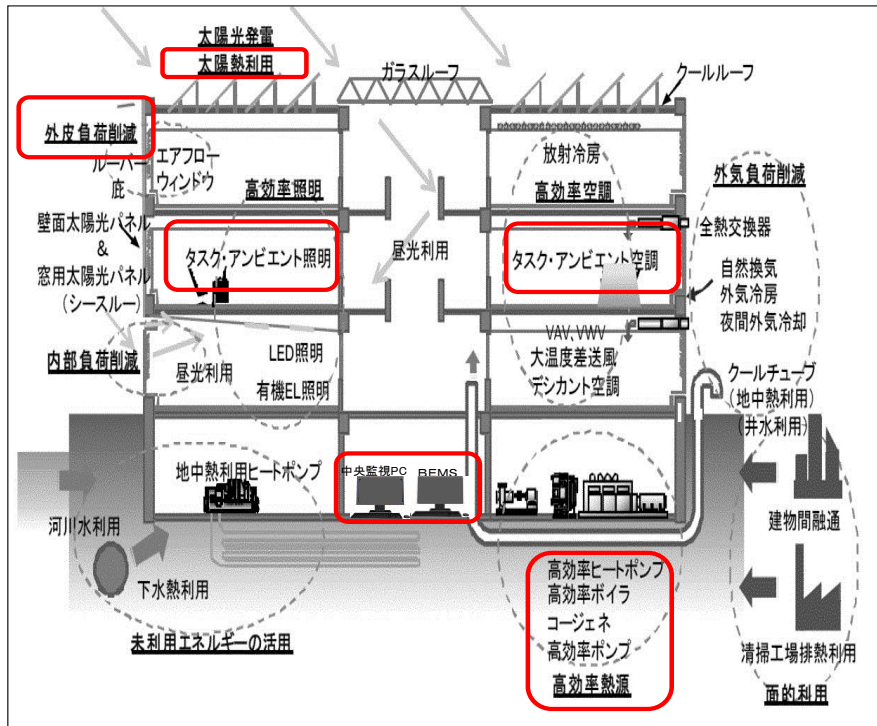 太陽光発電
太陽熱利用
ガラスルーフ
クールルーフ
外皮負荷削減
ルーバー
庇
エアフロー
ウィンドウ
高効率照明
放射冷房
高効率空調
外気負荷削減
壁面太陽光パネル
&
窓用太陽光パネル
(シースルー)
タスク・アンビエント照明
昼光利用
タスク・アンビエント空調
全熱交換器
自然換気
外気冷房
夜間外気冷却
内部負荷削減
昼光利用
LED照明
有機EL照明
VAV、VWV
大温度差送風
デシカント空調
クールチューブ
(地中熱利用)
(井水利用)
地中熱利用ヒートポンプ
中央監視PC
BEMS
河川水利用
下水熱利用
未利用エネルギーの活用
高効率ヒートポンプ
高効率ボイラ
コージェネ
高効率ポンプ
高効率熱源
建物間融通
清掃工場排熱利用
面的利用